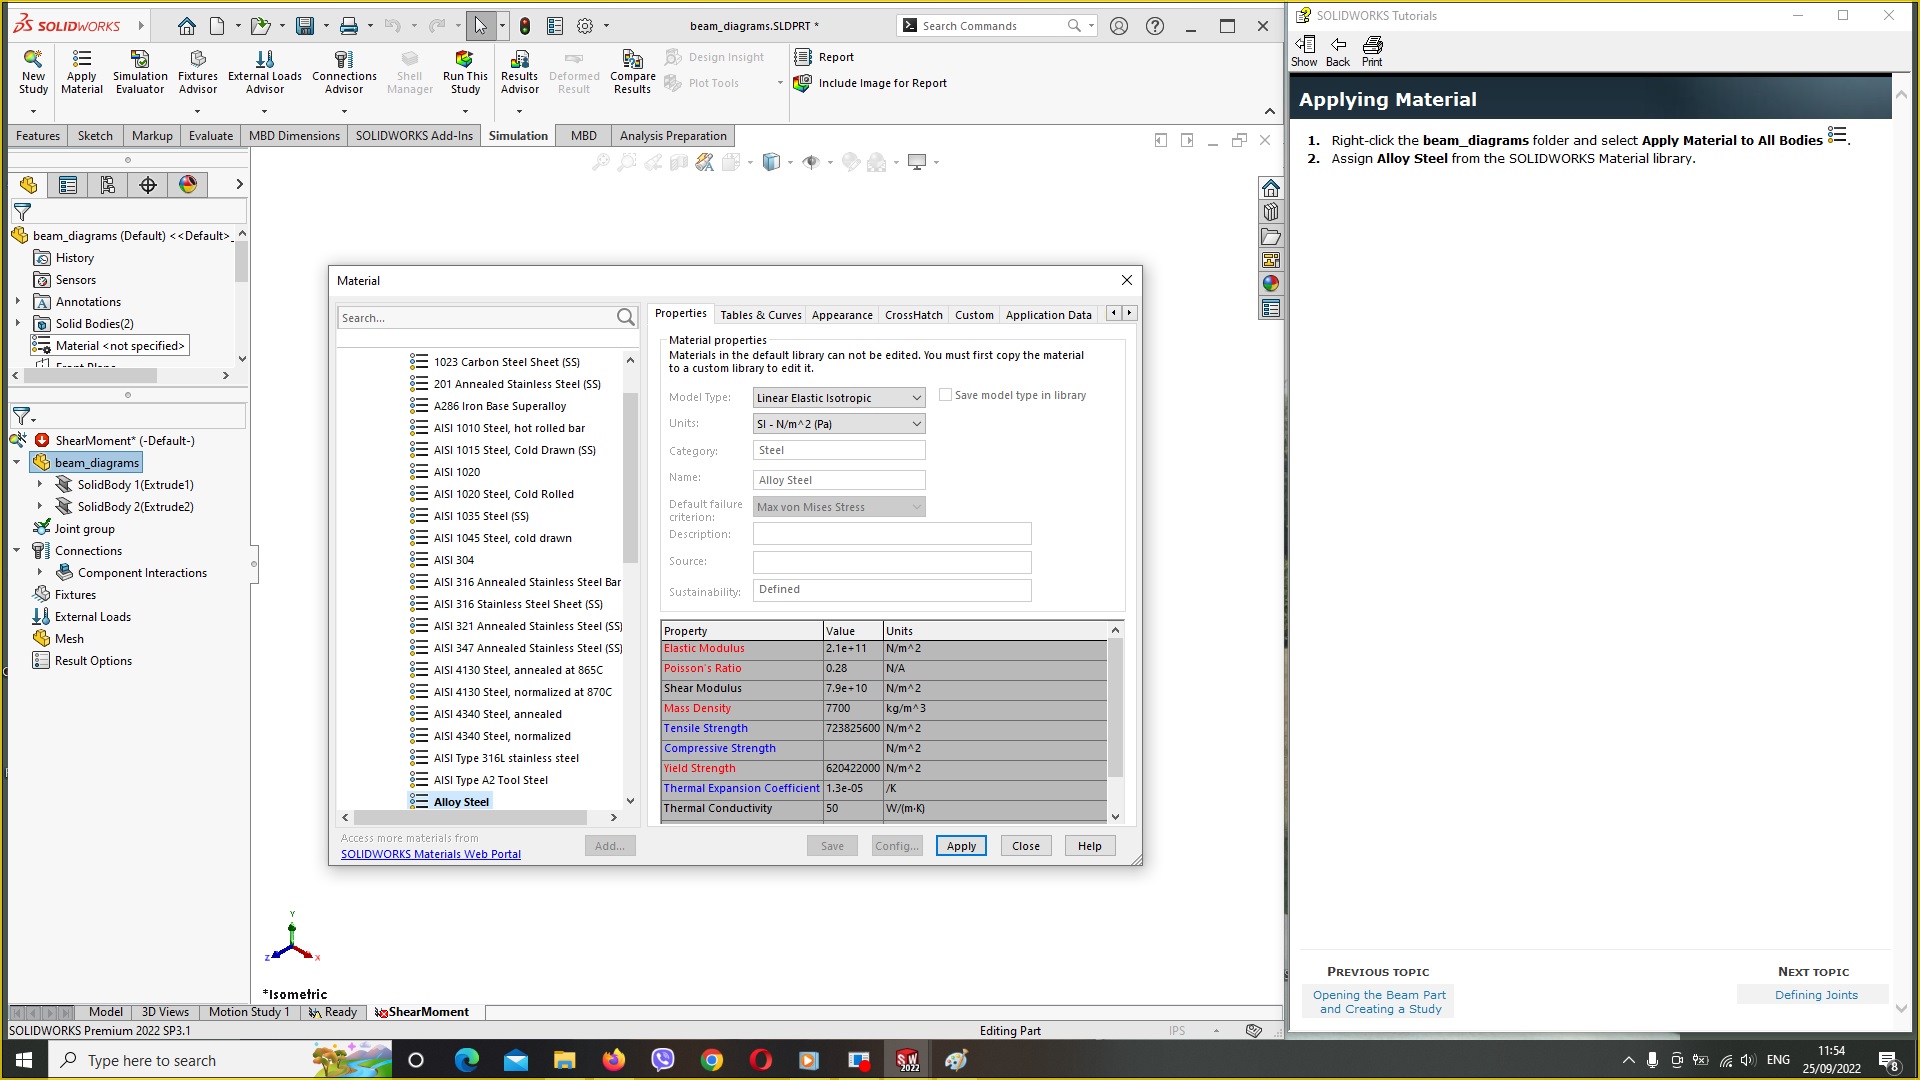 SOLIDWORKS
beam_diagrams.SLDPRT *
Search Commands
New Study
Apply Material
Simulation Evaluator
Fixtures Advisor
External Loads Advisor
Connections Advisor
Shell Manager
Run This Study
Results Advisor
Deformed Result
Compare Results
Design Insight
Plot Tools
Report
Include Image for Report
Features
Sketch
Markup
Evaluate
MBD Dimensions
SOLIDWORKS Add-Ins
Simulation
MBD
Analysis Preparation
beam_diagrams (Default) <<Default>_
History
Sensors
Annotations
Solid Bodies(2)
Material <not specified>
ShearMoment* (-Default-)
beam_diagrams
SolidBody 1(Extrude1)
SolidBody 2(Extrude2)
Joint group
Connections
Component Interactions
Fixtures
External Loads
Mesh
Result Options
Material
Search...
1023 Carbon Steel Sheet (SS)
201 Annealed Stainless Steel (SS)
A286 Iron Base Superalloy
AISI 1010 Steel, hot rolled bar
AISI 1015 Steel, Cold Drawn (SS)
AISI 1020
AISI 1020 Steel, Cold Rolled
AISI 1035 Steel (SS)
AISI 1045 Steel, cold drawn
AISI 304
AISI 316 Annealed Stainless Steel Bar
AISI 316 Stainless Steel Sheet (SS)
AISI 321 Annealed Stainless Steel (SS)
AISI 347 Annealed Stainless Steel (SS)
AISI 4130 Steel, annealed at 865C
AISI 4130 Steel, normalized at 870C
AISI 4340 Steel, annealed
AISI 4340 Steel, normalized
AISI Type 316L stainless steel
AISI Type A2 Tool Steel
Alloy Steel
Access more materials from
SOLIDWORKS Materials Web Portal
Add...
Properties
Tables & Curves
Appearance
CrossHatch
Custom
Application Data
Material properties
Materials in the default library can not be edited. You must first copy the material
to a custom library to edit it.
Model Type: Linear Elastic Isotropic
Save model type in library
Units: SI - N/m^2 (Pa)
Category: Steel
Name: Alloy Steel
Default failure criterion: Max von Mises Stress
Description:
Source:
Sustainability: Defined
Property Value Units
Elastic Modulus 2.1e+11 N/m^2
Poisson's Ratio 0.28 N/A
Shear Modulus 7.9e+10 N/m^2
Mass Density 7700 kg/m^3
Tensile Strength 723825600 N/m^2
Compressive Strength N/m^2
Yield Strength 620422000 N/m^2
Thermal Expansion Coefficient 1.3e-05 /K
Thermal Conductivity 50 W/(m·K)
Save
Config...
Apply
Close
Help
Y
Z
X
*Isometric
Model
3D Views
Motion Study 1
Ready
ShearMoment
SOLIDWORKS Premium 2022 SP3.1
Editing Part
IPS
SOLIDWORKS Tutorials
Show
Back
Print
Applying Material
1. Right-click the beam_diagrams folder and select Apply Material to All Bodies .
2. Assign Alloy Steel from the SOLIDWORKS Material library.
PREVIOUS TOPIC
Opening the Beam Part
and Creating a Study
NEXT TOPIC
Defining Joints
Type here to search
SW
2022
ENG
11:54
25/09/2022
8